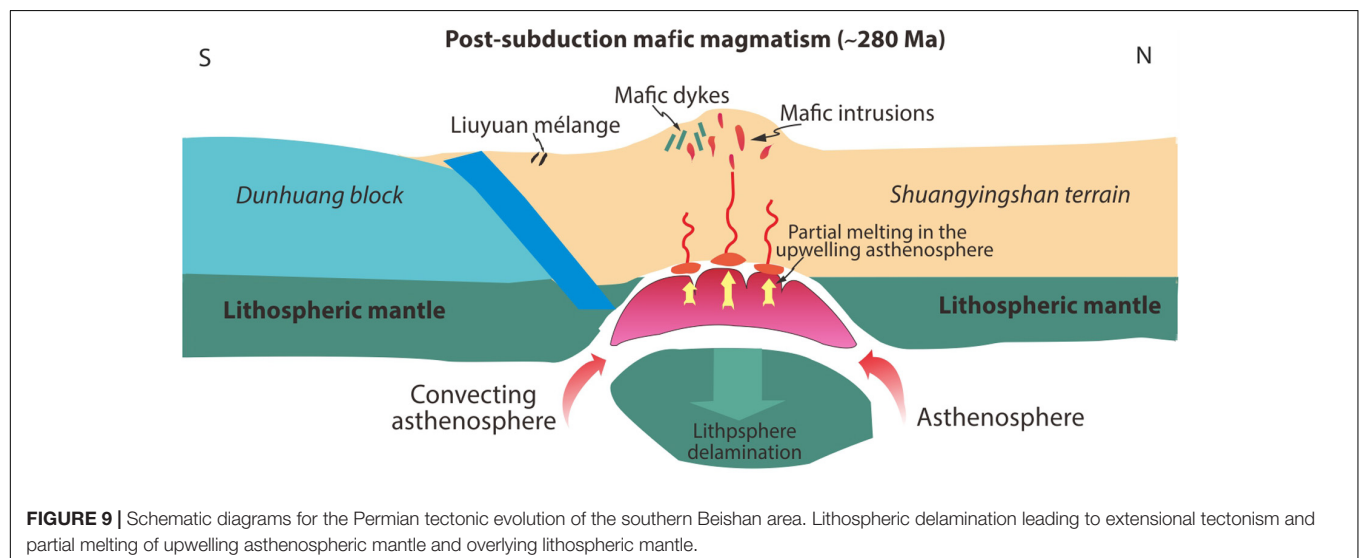 Post-subduction mafic magmatism (~280 Ma)
S
N
Mafic dykes
Liuyuan mélange
Mafic intrusions
Dunhuang block
Shuangyingshan terrain
Partial melting in the
upwelling asthenosphere
Lithospheric mantle
Lithospheric mantle
Convecting
asthenosphere
Asthenosphere
Lithpsphere
delamination
FIGURE 9 | Schematic diagrams for the Permian tectonic evolution of the southern Beishan area. Lithospheric delamination leading to extensional tectonism and
partial melting of upwelling asthenospheric mantle and overlying lithospheric mantle.